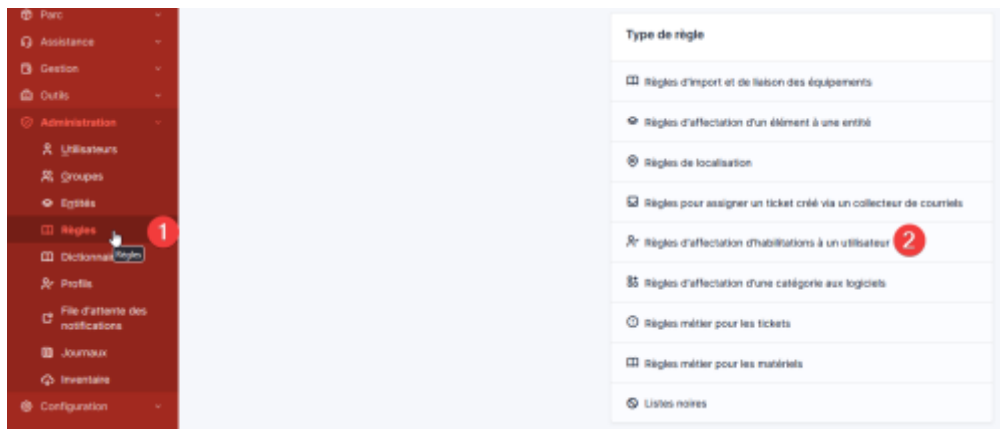 Parc
Assistance
Gestion
Outils
Administration
Utilisateurs
Groupes
Entités
Règles
1
Règles
Dictionnai
Profils
File d'attente des
notifications
Journaux
Inventaire
Configuration
Type de règle
Règles d'import et de liaison des équipements
Règles d'affectation d'un élément à une entité
Règles de localisation
Règles pour assigner un ticket créé via un collecteur de courriels
Règles d'affectation d'habilitations à un utilisateur
2
Règles d'affectation d'une catégorie aux logiciels
Règles métier pour les tickets
Règles métier pour les matériels
Listes noires